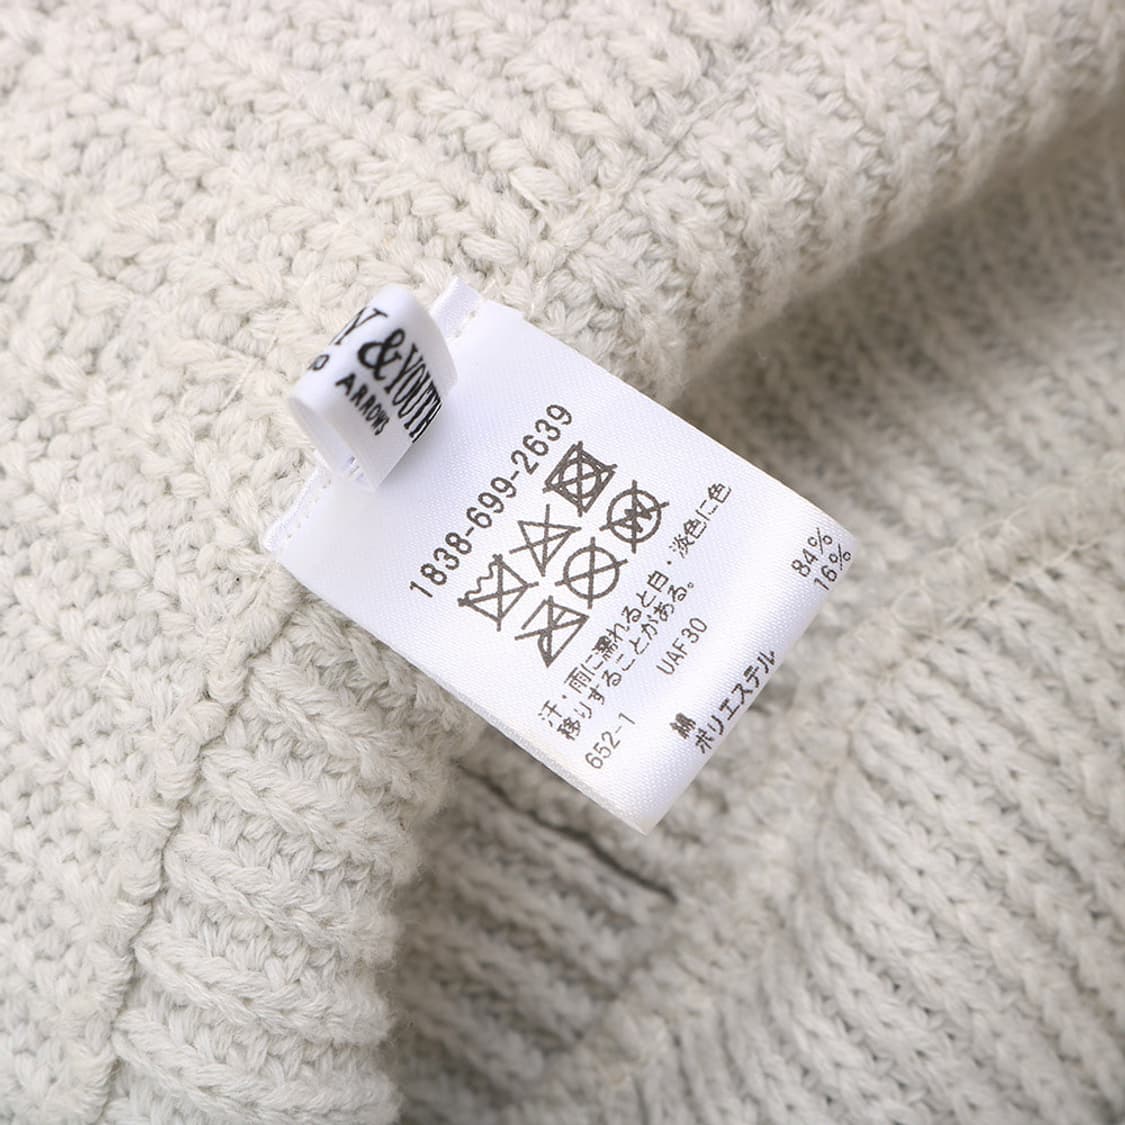 N &YOUTH
ARROWS
1838-699-2639
W
汗・雨に濡れると白・淡色に色
移りすることがある。
UAF30
652-1
綿 84%
ポリエステル 16%